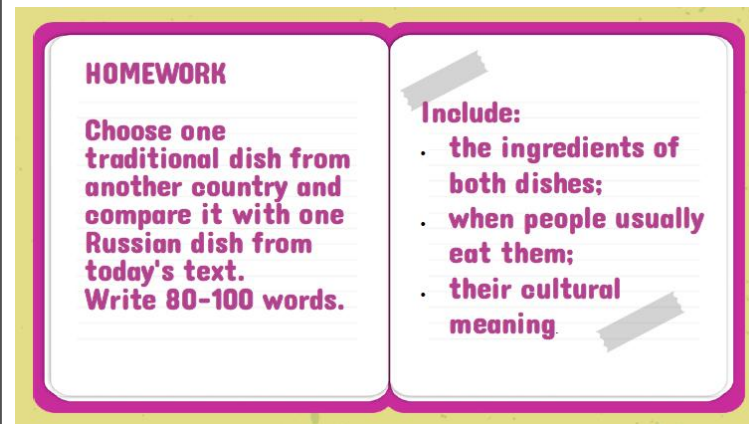 HOMEWORK
Choose one
traditional dish from
another country and
compare it with one
Russian dish from
today's text.
Write 80-100 words.
Include:
• the ingredients of
both dishes;
• when people usually
eat them;
• their cultural
meaning.